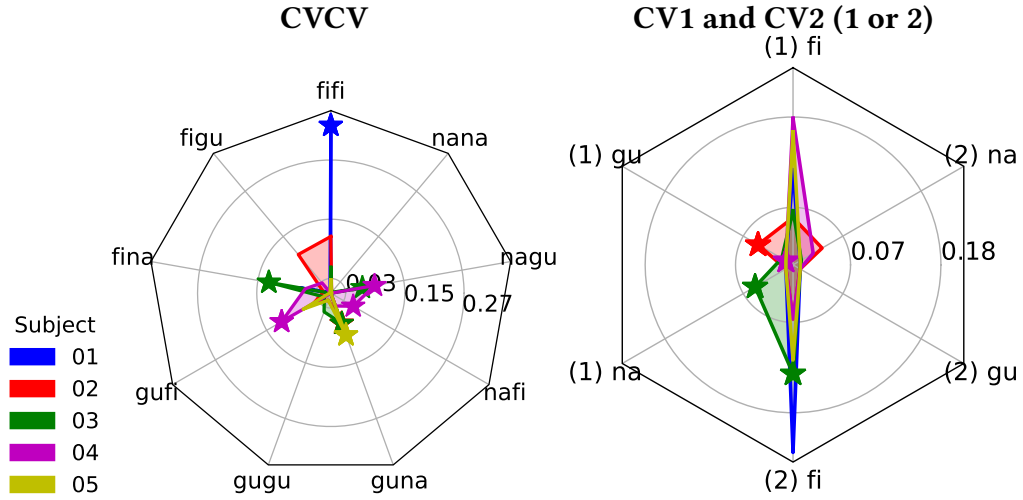 CVCV
CV1 and CV2 (1 or 2)
fifi
figu
nana
fina
nagu
0.03
0.15
0.27
gufi
nafi
gugu
guna
(1) fi
(1) gu
(2) na
0.07
0.18
(1) na
(2) gu
(2) fi
Subject
01
02
03
04
05